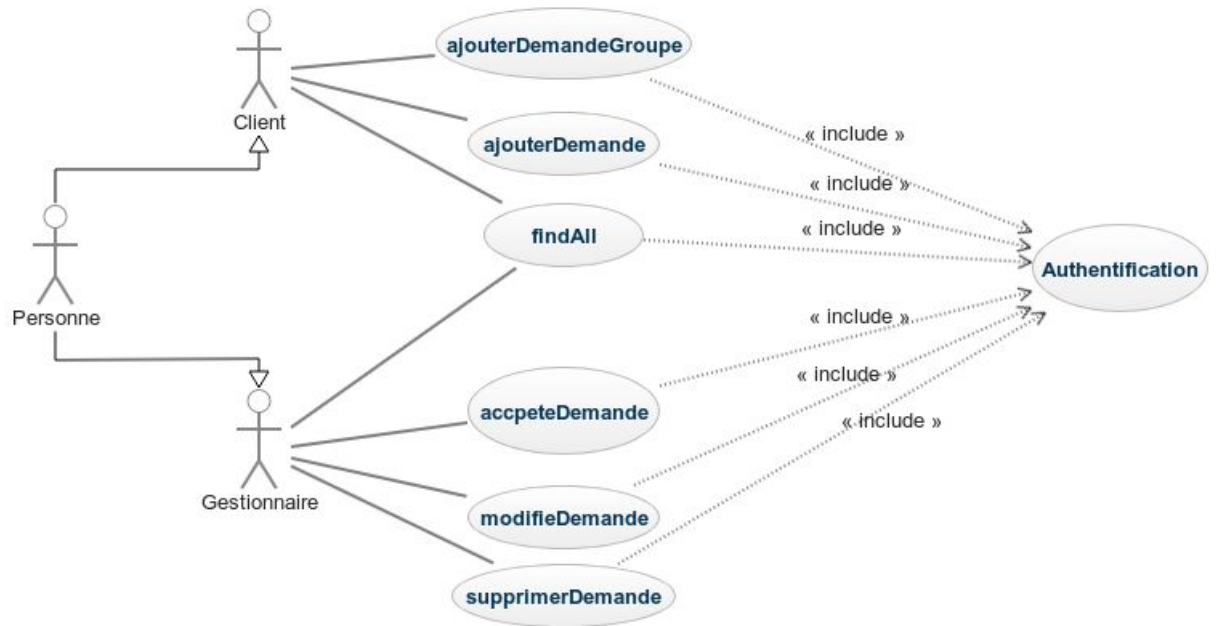 ajouterDemandeGroupe
Client
« include »
ajouterDemande
« include »
Personne
findAll
« include »
Authentification
« include »
accpeteDemande
« include »
« include »
Gestionnaire
modifieDemande
supprimerDemande